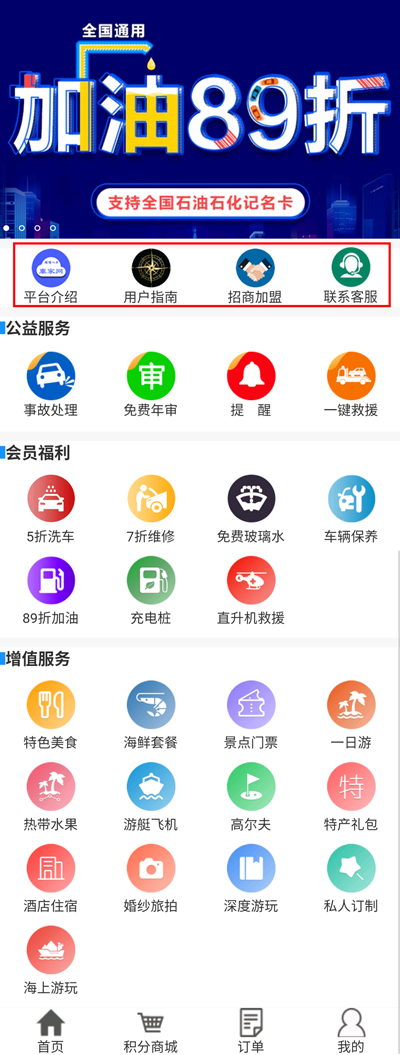 全国通用
加油89折
支持全国石油石化记名卡
平台介绍 用户指南 招商加盟 联系客服
公益服务
审
事故处理 免费年审 提 醒 一键救援
会员福利
5折洗车 7折维修 免费玻璃水 车辆保养
89折加油 充电桩 直升机救援
增值服务
特色美食 海鲜套餐 景点门票 一日游
特
热带水果 游艇飞机 高尔夫 特产礼包
酒店住宿 婚纱旅拍 深度游玩 私人订制
海上游玩
首页 积分商城 订单 我的